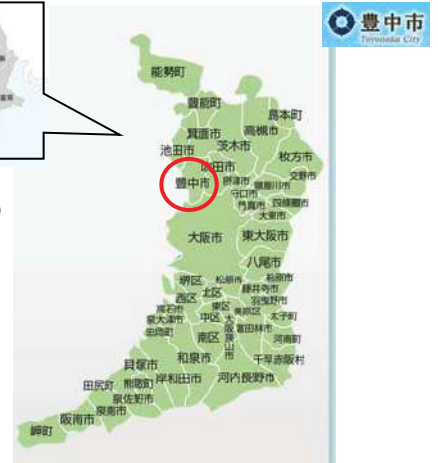 豊中市
Toyonaka City
能勢町
豊能町
島本町
箕面市
高槻市
池田市
茨木市
枚方市
豊中市
吹田市
摂津市
寝屋川市
交野市
守口市
門真市
四條畷市
大東市
大阪市
東大阪市
八尾市
堺区
松原市
柏原市
西区
北区
藤井寺市
羽曳野市
高石市
東区
美原区
太子町
泉大津市
中区
大阪狭山市
富田林市
忠岡町
河南町
南区
和泉市
千早赤阪村
貝塚市
田尻町
熊取町
岸和田市
河内長野市
泉佐野市
泉南市
阪南市
岬町